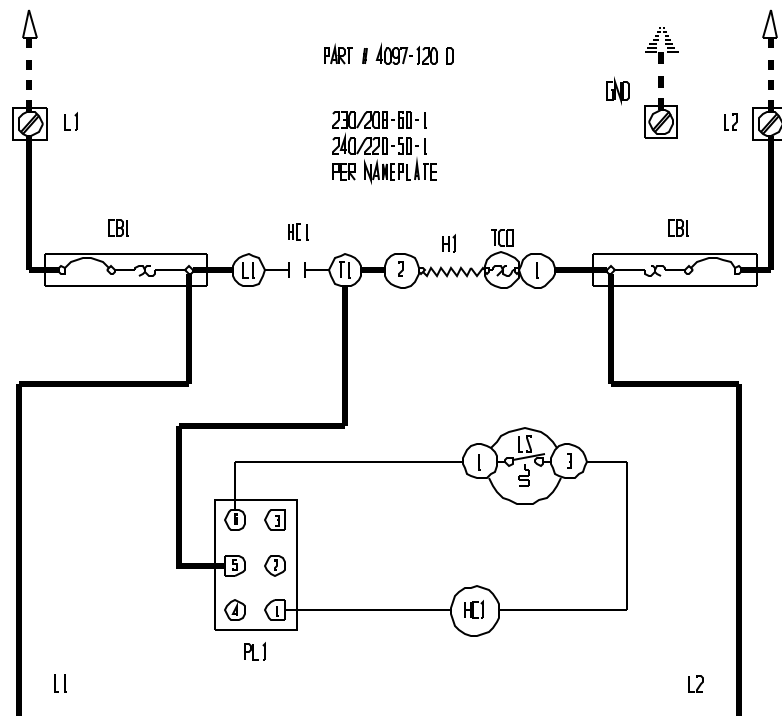 PART # 4097-120 D
GND
L1
L2
230/208-60-1
240/220-50-1
PER NAMEPLATE
CB1
HC1
H1
TCO
CB1
L1
T1
2
1
1
LS
3
6
3
5
2
4
1
HC1
PL1
L1
L2